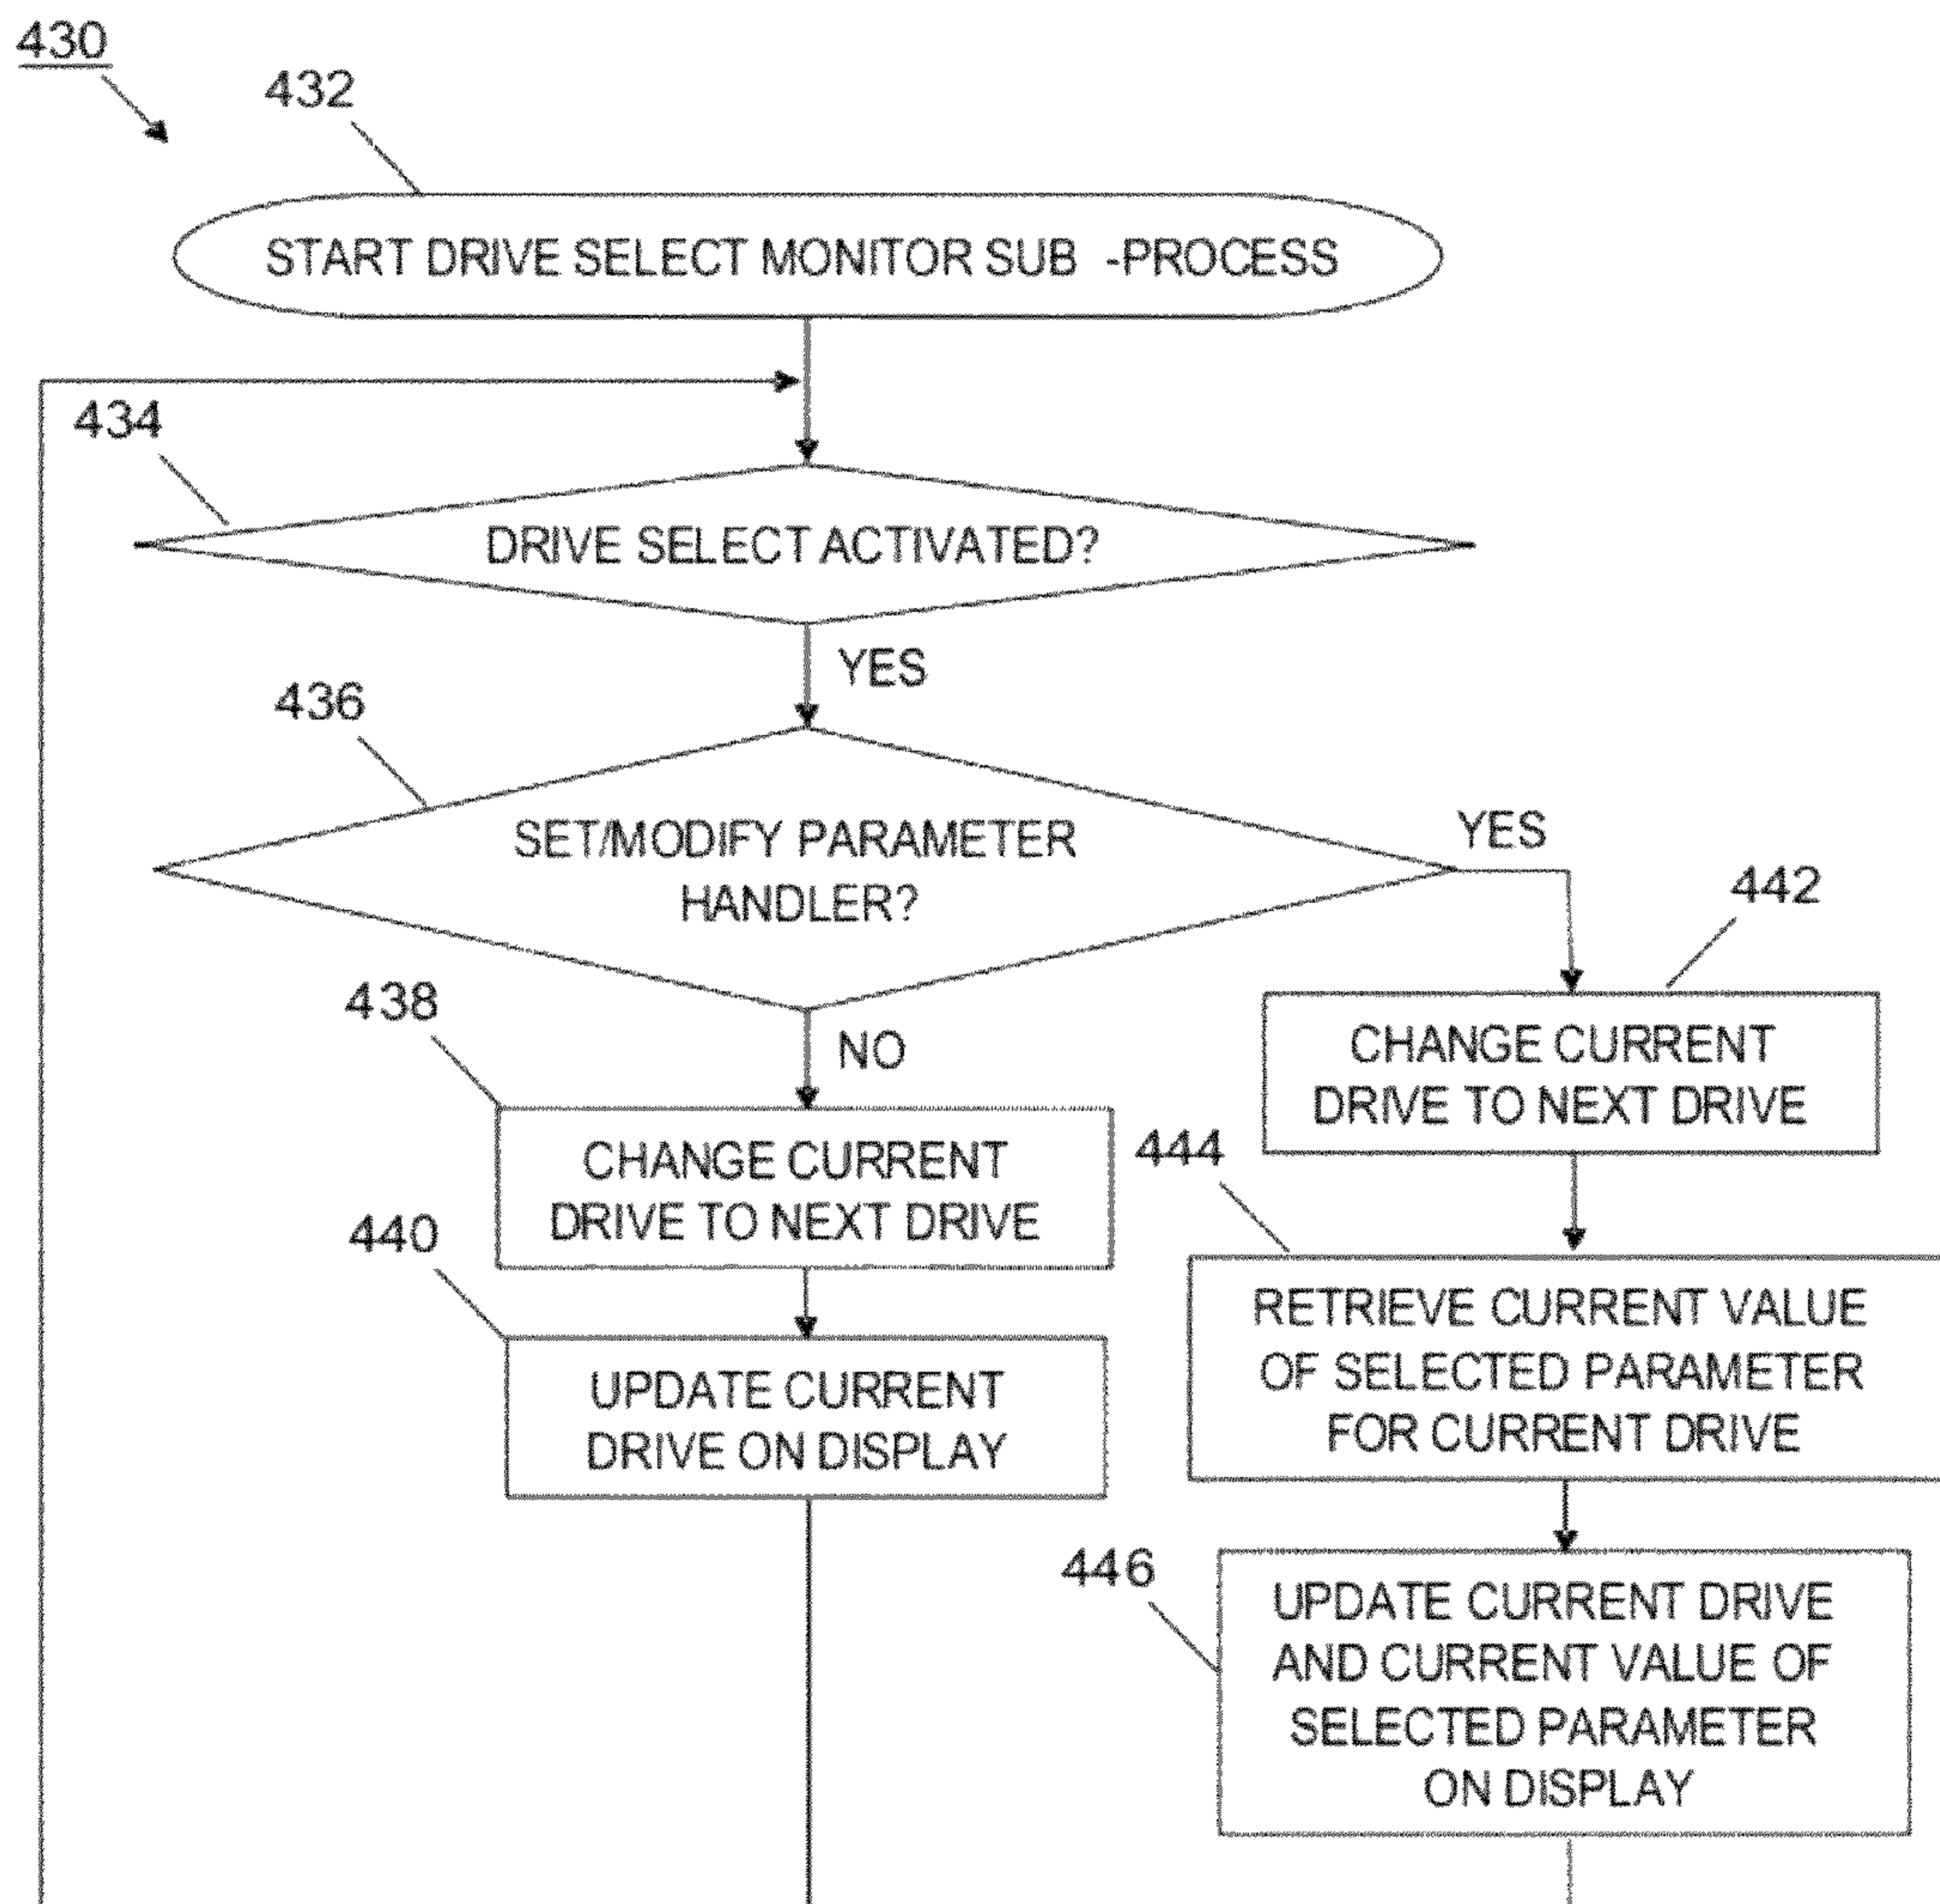 430
432
START DRIVE SELECT MONITOR SUB -PROCESS
434
DRIVE SELECT ACTIVATED?
YES
436
SET/MODIFY PARAMETER
HANDLER?
YES
442
438
NO
CHANGE CURRENT
DRIVE TO NEXT DRIVE
CHANGE CURRENT
DRIVE TO NEXT DRIVE
444
440
RETRIEVE CURRENT VALUE
OF SELECTED PARAMETER
FOR CURRENT DRIVE
UPDATE CURRENT
DRIVE ON DISPLAY
446
UPDATE CURRENT DRIVE
AND CURRENT VALUE OF
SELECTED PARAMETER
ON DISPLAY